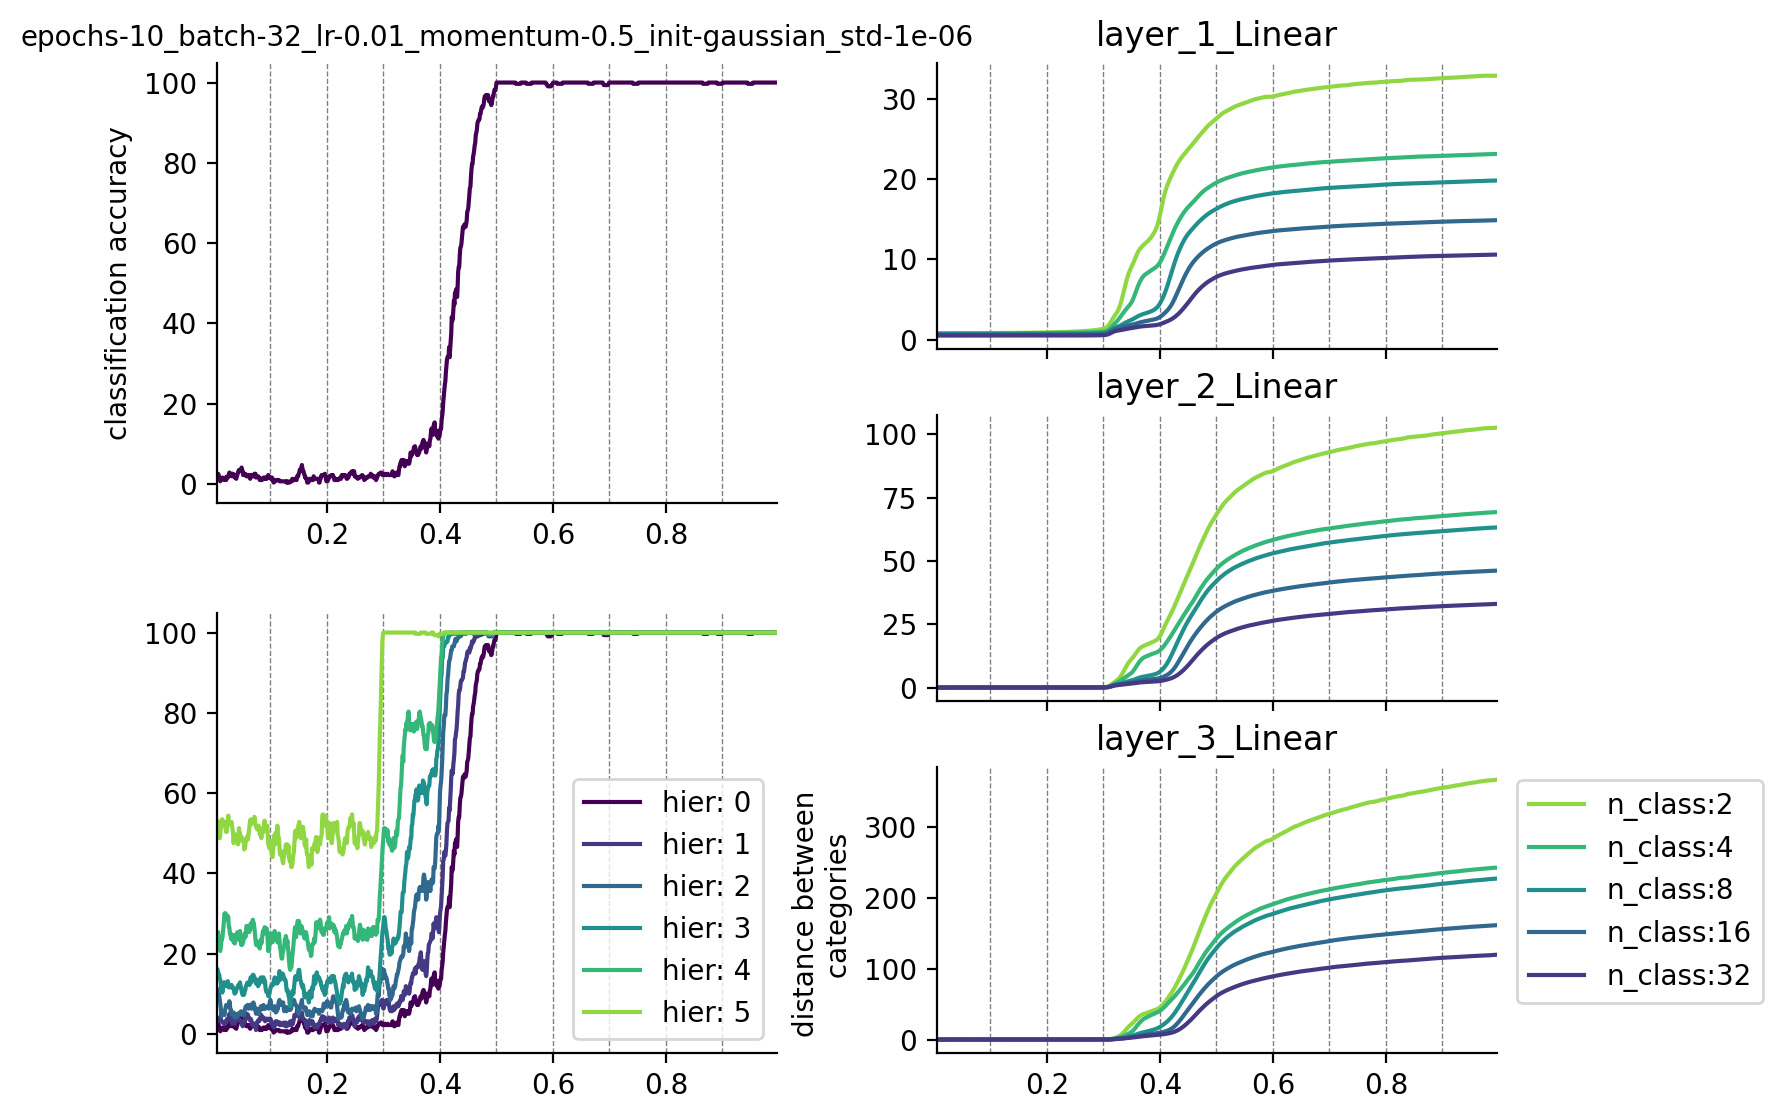 epochs-10_batch-32_lr-0.01_momentum-0.5_init-gaussian_std-1e-06
classification accuracy
100
80
60
40
20
0
0.2 0.4 0.6 0.8
100
80
60
40
20
0
0.2 0.4 0.6 0.8
hier: 0
hier: 1
hier: 2
hier: 3
hier: 4
hier: 5
layer_1_Linear
30
20
10
0
layer_2_Linear
100
75
50
25
0
layer_3_Linear
distance between
categories
300
200
100
0
0.2 0.4 0.6 0.8
n_class:2
n_class:4
n_class:8
n_class:16
n_class:32